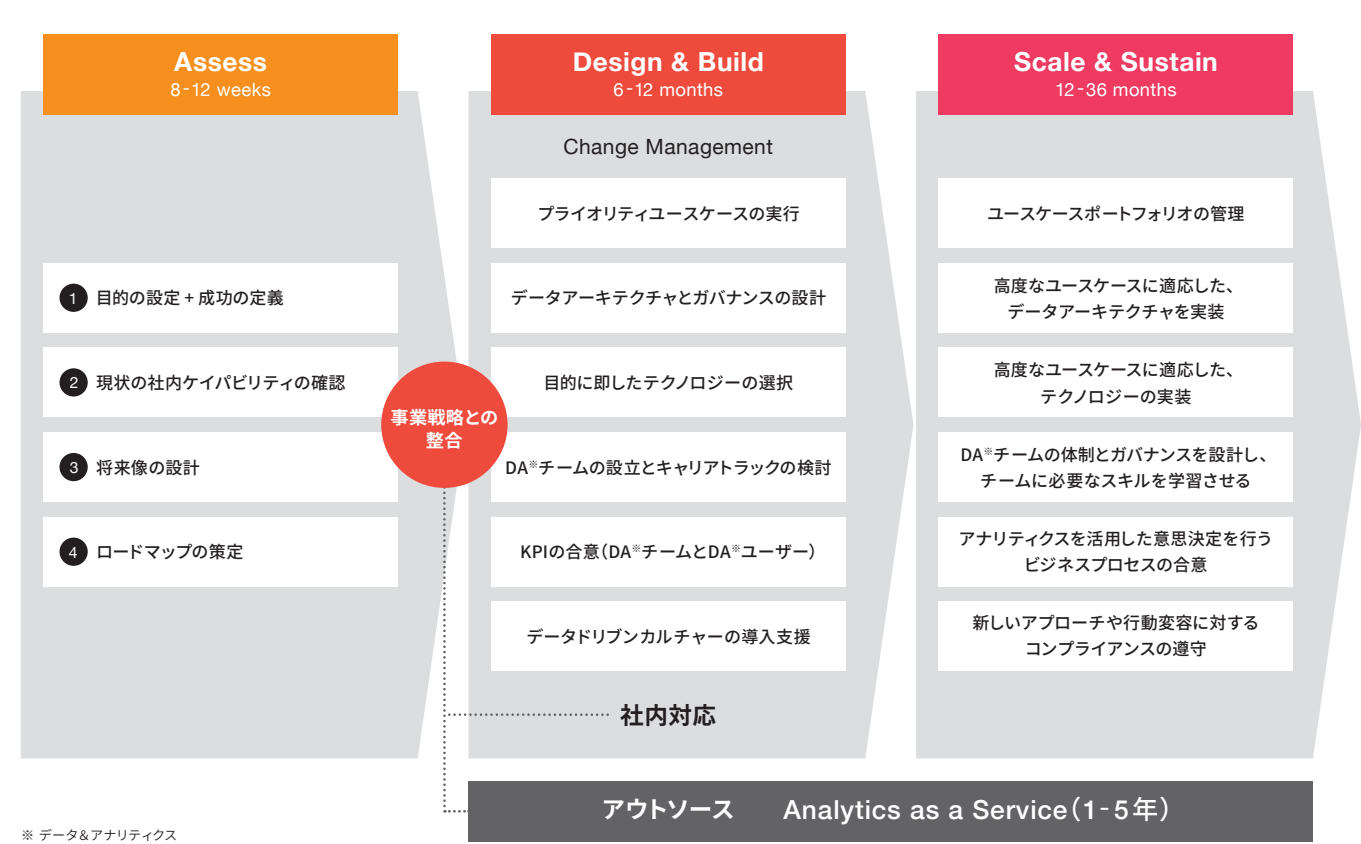 Assess
8-12 weeks
1 目的の設定 + 成功の定義
2 現状の社内ケイパビリティの確認
3 将来像の設計
4 ロードマップの策定
事業戦略との
整合
Design & Build
6-12 months
Change Management
プライオリティユースケースの実行
データアーキテクチャとガバナンスの設計
目的に即したテクノロジーの選択
DA※チームの設立とキャリアトラックの検討
KPIの合意（DA※チームとDA※ユーザー）
データドリブンカルチャーの導入支援
社内対応
Scale & Sustain
12-36 months
ユースケースポートフォリオの管理
高度なユースケースに適応した、
データアーキテクチャを実装
高度なユースケースに適応した、
テクノロジーの実装
DA※チームの体制とガバナンスを設計し、
チームに必要なスキルを学習させる
アナリティクスを活用した意思決定を行う
ビジネスプロセスの合意
新しいアプローチや行動変容に対する
コンプライアンスの遵守
アウトソース Analytics as a Service（1-5年）
※ データ&アナリティクス